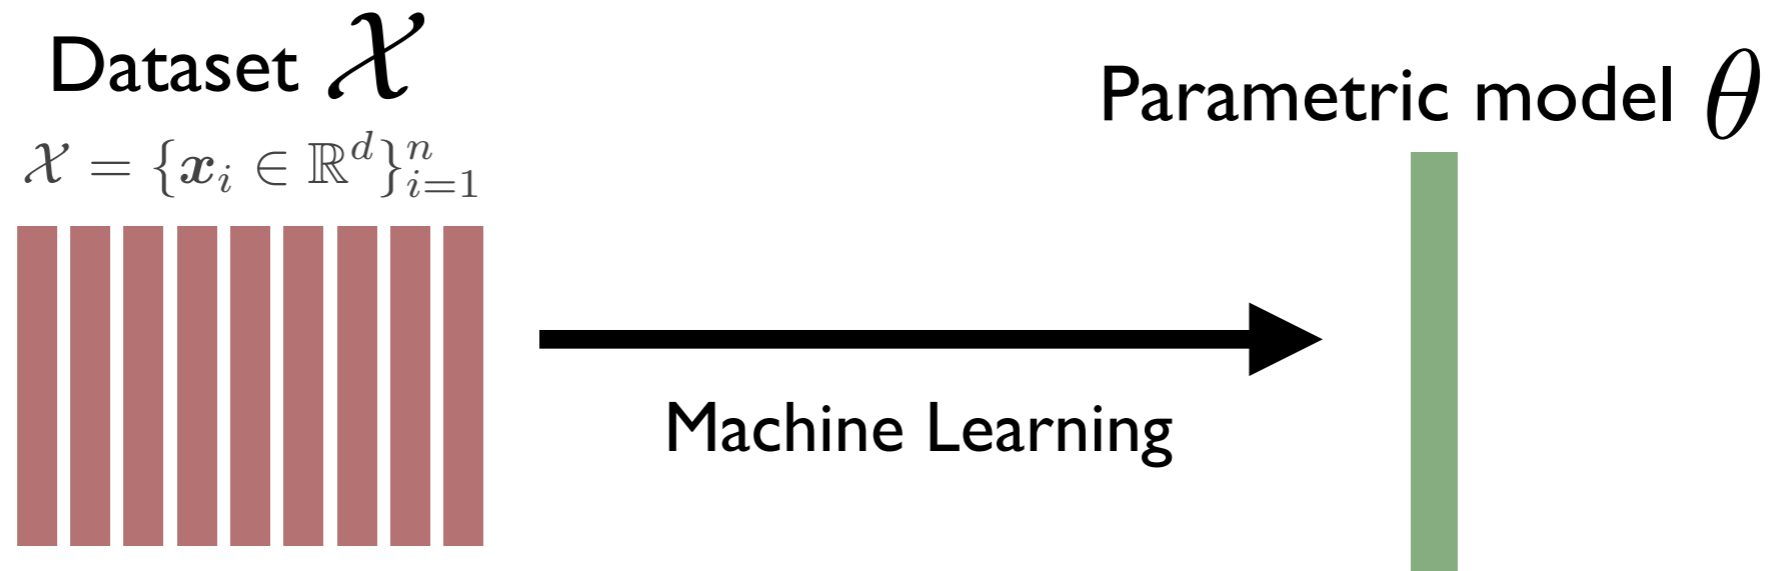 Dataset 𝒳
𝒳 = {𝒙ᵢ ∈ ℝᵈ}ⁿᵢ₌₁
Parametric model θ
Machine Learning